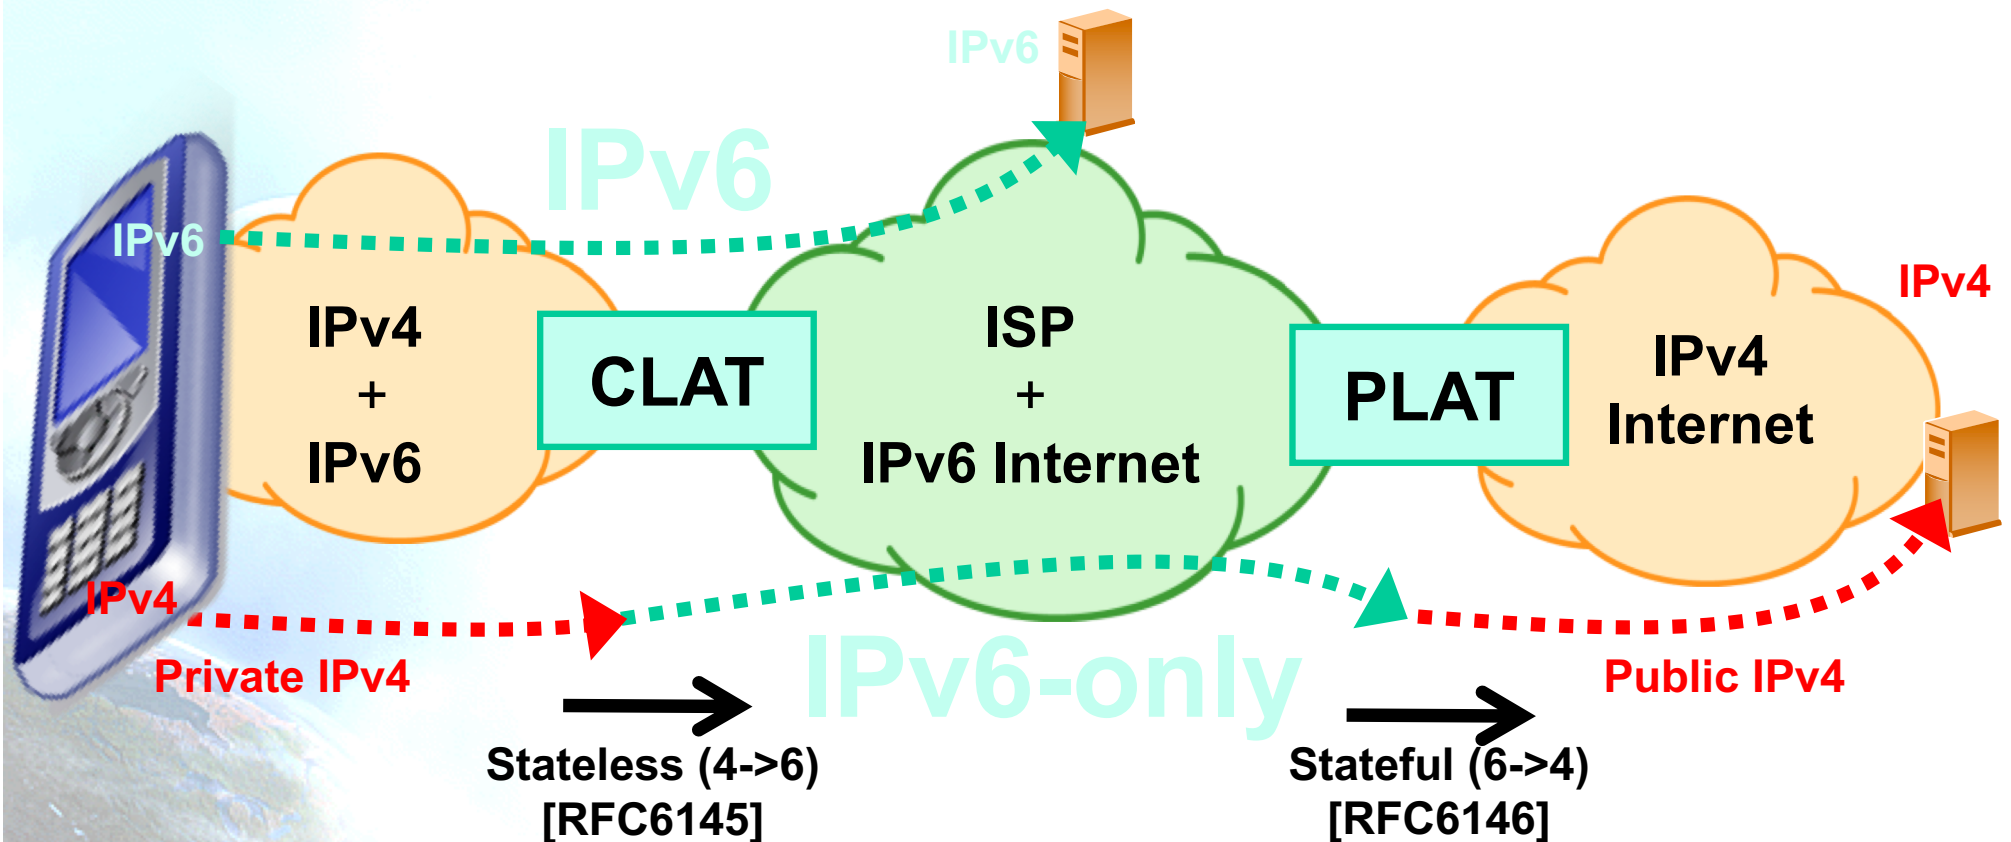 IPv6
IPv6
IPv6
IPv4
+
IPv6
CLAT
ISP
+
IPv6 Internet
PLAT
IPv4
Internet
IPv4
IPv4
Private IPv4
IPv6-only
Public IPv4
Stateless (4->6)
[RFC6145]
Stateful (6->4)
[RFC6146]